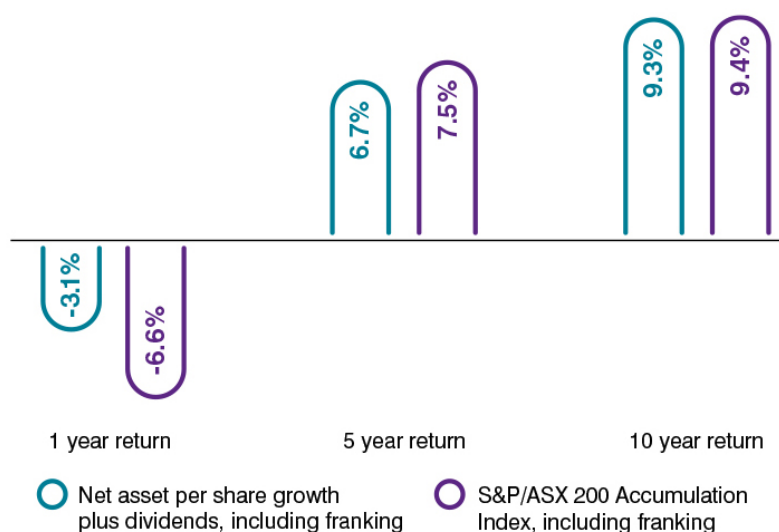 9.3%
9.4%
6.7%
7.5%
-3.1%
-6.6%
1 year return
5 year return
10 year return
Net asset per share growth
plus dividends, including franking
S&P/ASX 200 Accumulation
Index, including franking